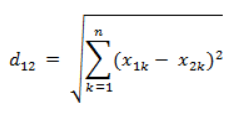 d₁₂ = √∑ₖ₌₁ⁿ (x₁ₖ − x₂ₖ)²